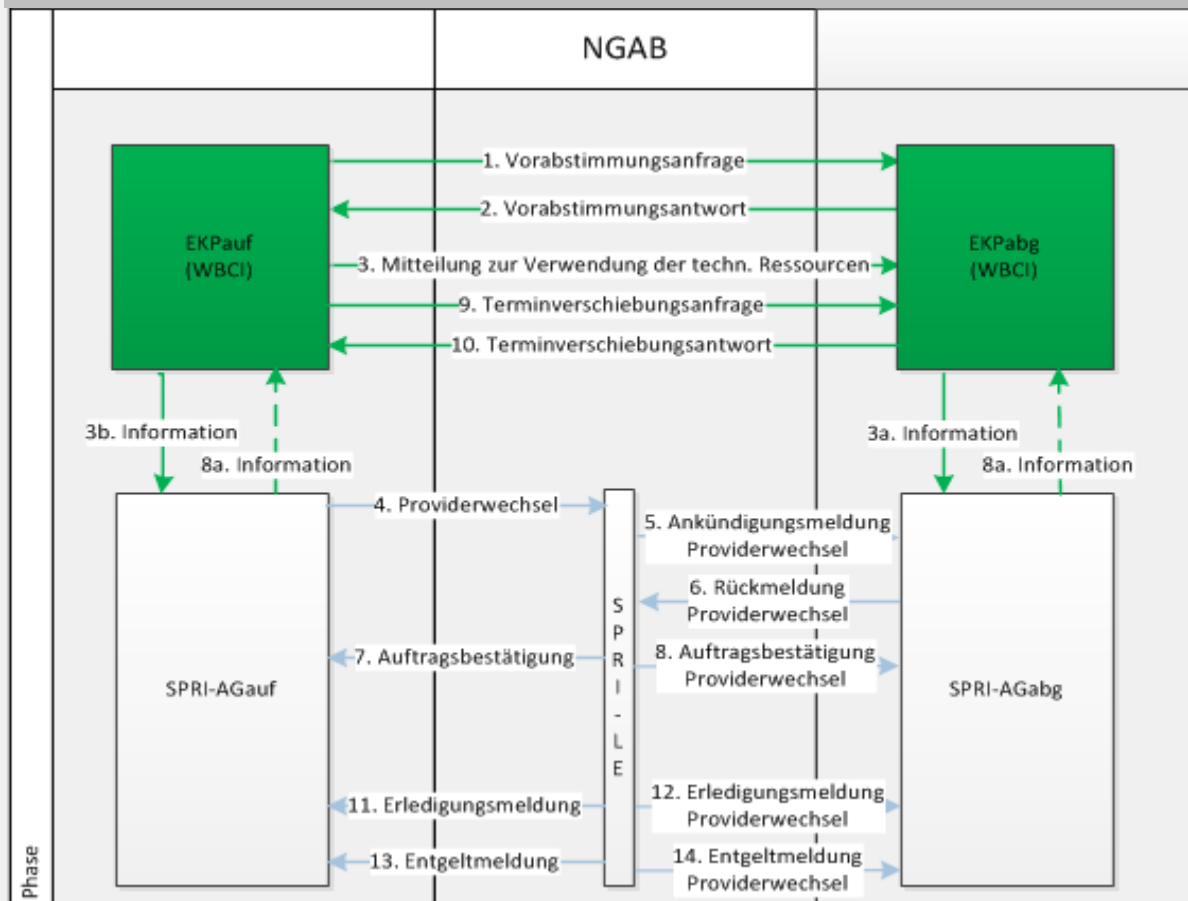 NGAB
1. Vorabstimmungsanfrage
2. Vorabstimmungsantwort
EKPauf
(WBCI)
EKPabg
(WBCI)
3. Mitteilung zur Verwendung der techn. Ressourcen
9. Terminverschiebungsanfrage
10. Terminverschiebungsantwort
3b. Information
8a. Information
3a. Information
8a. Information
4. Providerwechsel
5. Ankündigungsmeldung
Providerwechsel
6. Rückmeldung
Providerwechsel
SPRI-LE
7. Auftragsbestätigung
8. Auftragsbestätigung
Providerwechsel
SPRI-AGauf
SPRI-AGabg
11. Erledigungsmeldung
12. Erledigungsmeldung
Providerwechsel
13. Entgeltmeldung
14. Entgeltmeldung
Providerwechsel
Phase